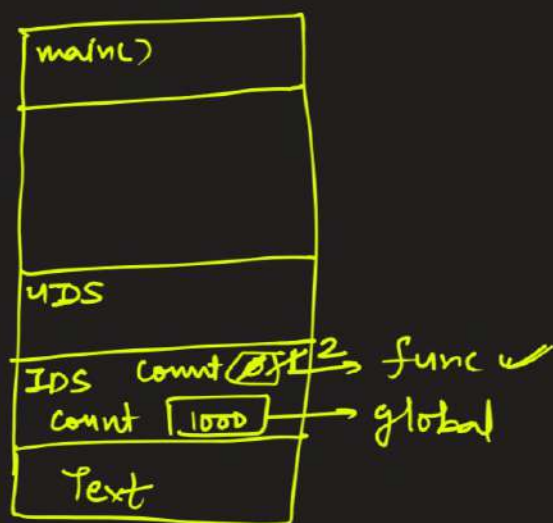 main()
UDS
IDS count 0 1 2 → func ✓
count 1000 → global
Text